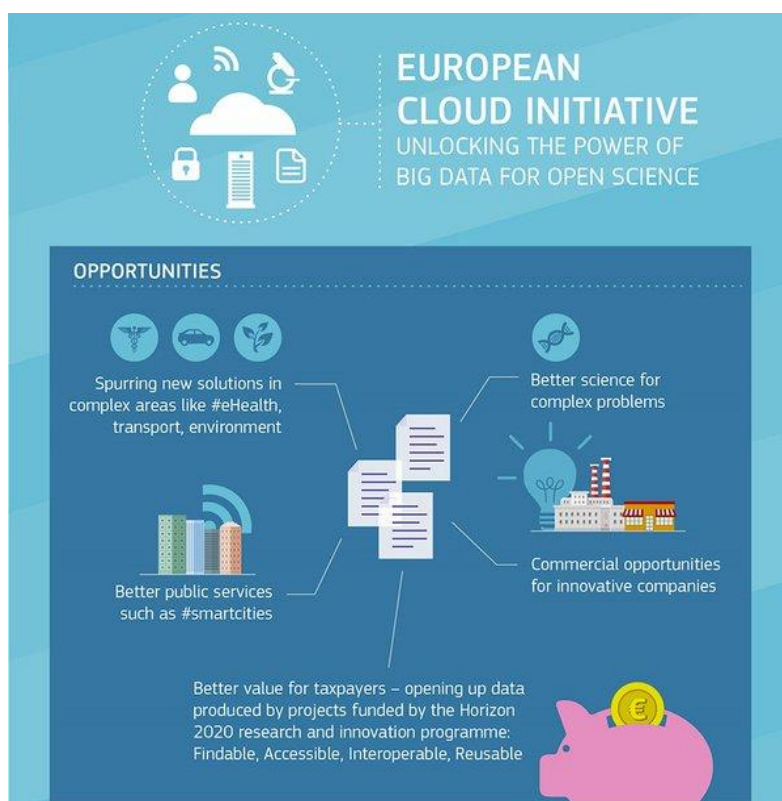 EUROPEAN
CLOUD INITIATIVE
UNLOCKING THE POWER OF
BIG DATA FOR OPEN SCIENCE
OPPORTUNITIES
Spurring new solutions in
complex areas like #eHealth,
transport, environment
Better science for
complex problems
Better public services
such as #smartcities
Commercial opportunities
for innovative companies
Better value for taxpayers – opening up data
produced by projects funded by the Horizon
2020 research and innovation programme:
Findable, Accessible, Interoperable, Reusable
€